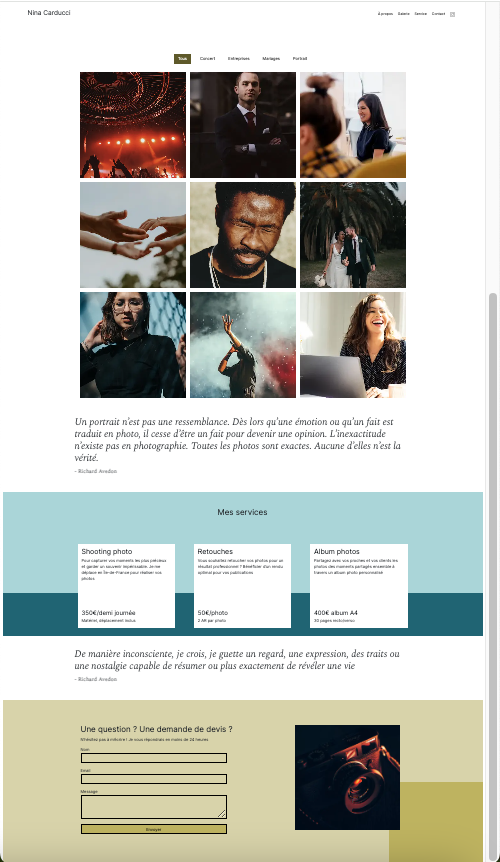 Nina Carducci
À propos Galerie Service Contact
Tous Concert Entreprises Mariages Portrait
Un portrait n'est pas une ressemblance. Dès lors qu'une émotion ou qu'un fait est
traduit en photo, il cesse d'être un fait pour devenir une opinion. L'inexactitude
n'existe pas en photographie. Toutes les photos sont exactes. Aucune d'elles n'est la
vérité.
- Richard Avedon
Mes services
Shooting photo
Pour capturer vos moments les plus précieux
et garder un souvenir impérissable. Je me
déplace en Île-de-France pour réaliser vos
photos
350€/demi journée
Matériel, déplacement inclus
Retouches
Vous souhaitez retoucher vos photos pour un
résultat professionnel ? Bénéficier d'un rendu
optimal pour vos publications
50€/photo
Album photos
Partagez avec vos proches et vos clients les
photos des moments partagés ensemble à
travers un album photo personnalisé
400€ album A4
30 pages recto/verso
De manière inconsciente, je crois, je guette un regard, une expression, des traits ou
une nostalgie capable de résumer ou plus exactement de révéler une vie
- Richard Avedon
Une question ? Une demande de devis ?
N'hésitez pas à m'écrire ! Je vous répondrais en moins de 24 heures
Nom
Email
Message
Envoyer